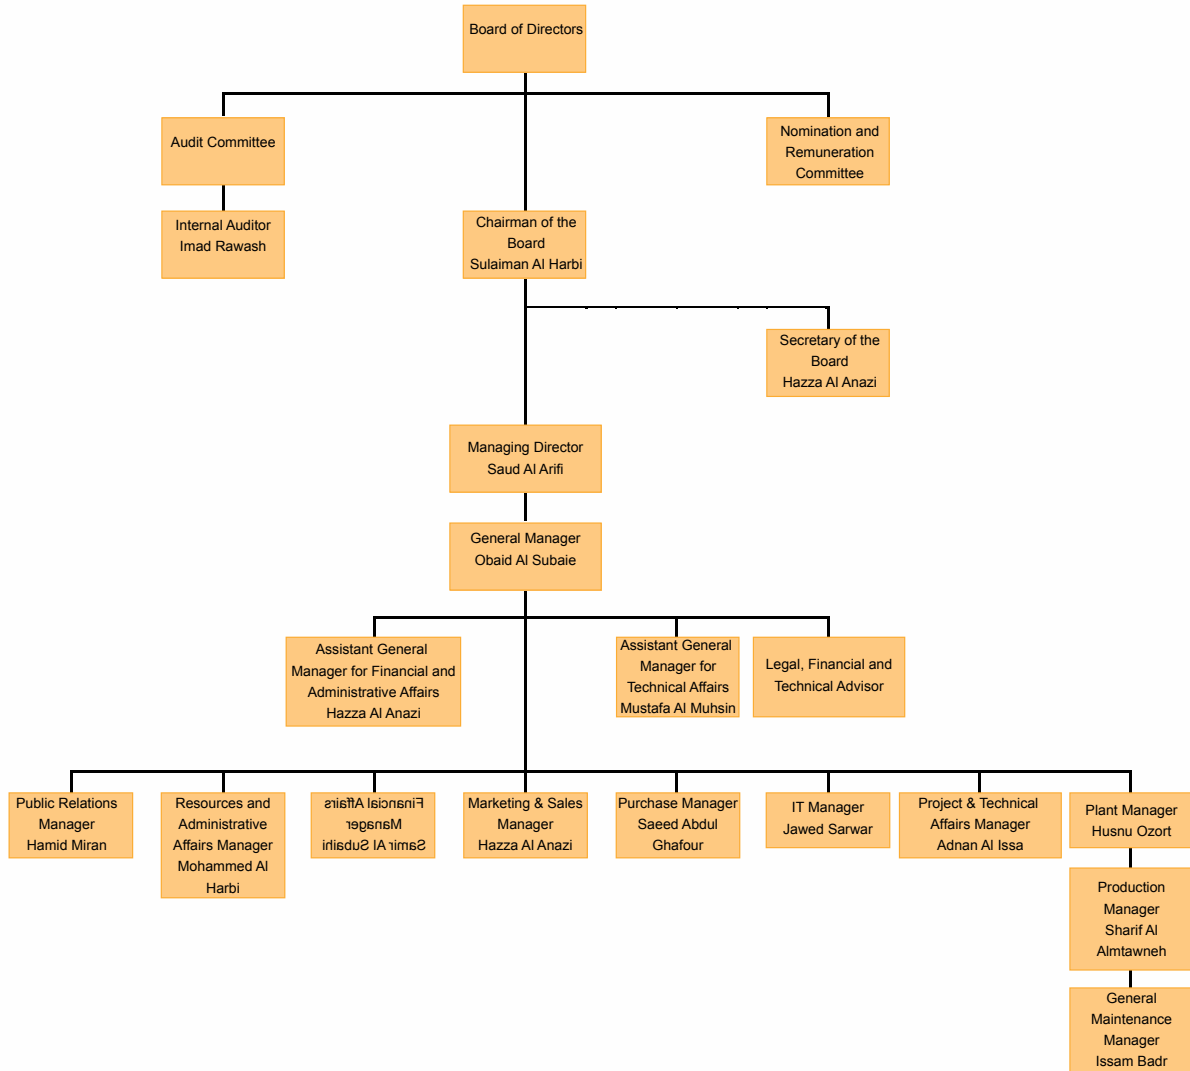 Board of Directors
Audit Committee
Nomination and
Remuneration
Committee
Internal Auditor
Imad Rawash
Chairman of the
Board
Sulaiman Al Harbi
Secretary of the
Board
Hazza Al Anazi
Managing Director
Saud Al Arifi
General Manager
Obaid Al Subaie
Assistant General
Manager for Financial and
Administrative Affairs
Hazza Al Anazi
Assistant General
Manager for
Technical Affairs
Mustafa Al Muhsin
Legal, Financial and
Technical Advisor
Public Relations
Manager
Hamid Miran
Resources and
Administrative
Affairs Manager
Mohammed Al
Harbi
Financial Affairs
Manager
Samir Al Subaihi
Marketing & Sales
Manager
Hazza Al Anazi
Purchase Manager
Saeed Abdul
Ghafour
IT Manager
Jawed Sarwar
Project & Technical
Affairs Manager
Adnan Al Issa
Plant Manager
Husnu Ozort
Production
Manager
Sharif Al
Almtawneh
General
Maintenance
Manager
Issam Badr